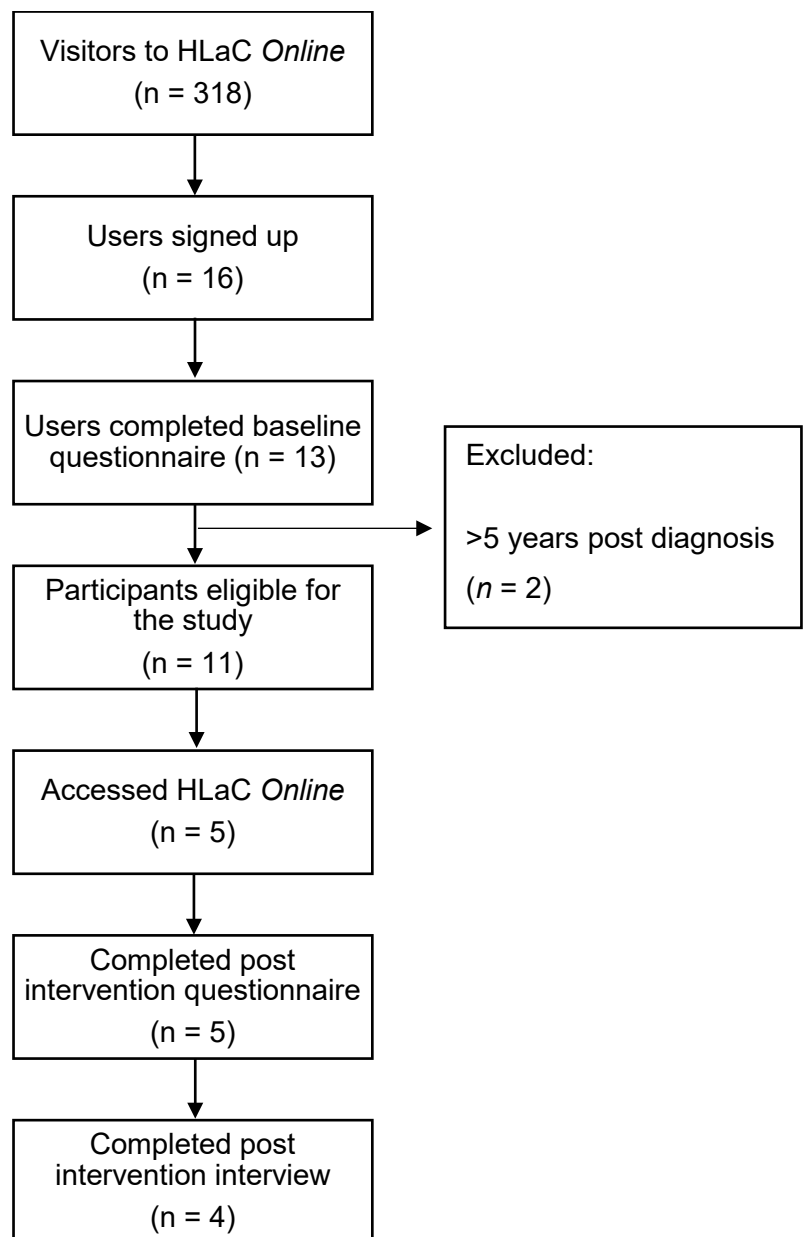 Visitors to HLaC Online
(n = 318)
Users signed up
(n = 16)
Users completed baseline
questionnaire (n = 13)
Excluded:
>5 years post diagnosis
(n = 2)
Participants eligible for
the study
(n = 11)
Accessed HLaC Online
(n = 5)
Completed post
intervention questionnaire
(n = 5)
Completed post
intervention interview
(n = 4)